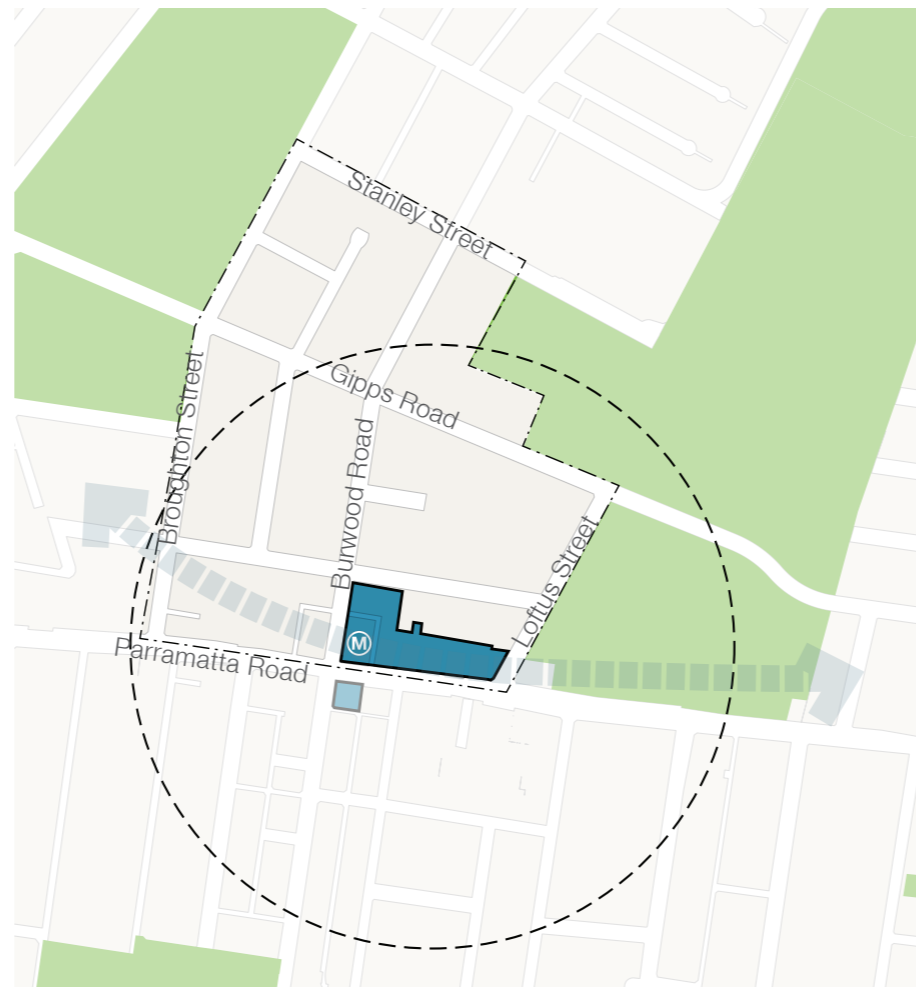 Stanley Street
Gipps Road
Broughton Street
Burwood Road
Loftus Street
M
Parramatta Road